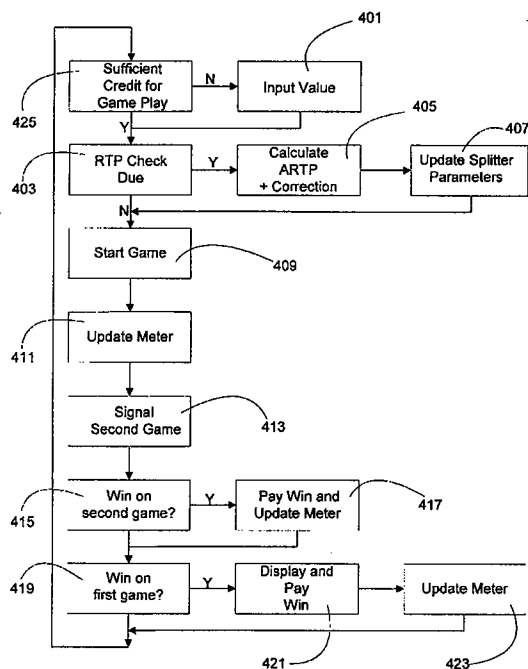 401
Sufficient
Credit for
Game Play
N
Input Value
425
Y
405
407
RTP Check
Due
Y
Calculate
ARTP
+ Correction
Update Splitter
Parameters
403
N
Start Game
409
411
Update Meter
Signal
Second Game
413
Win on
second game?
Y
Pay Win and
Update Meter
417
415
Win on
first game?
Y
Display and
Pay
Win
Update Meter
419
421
423